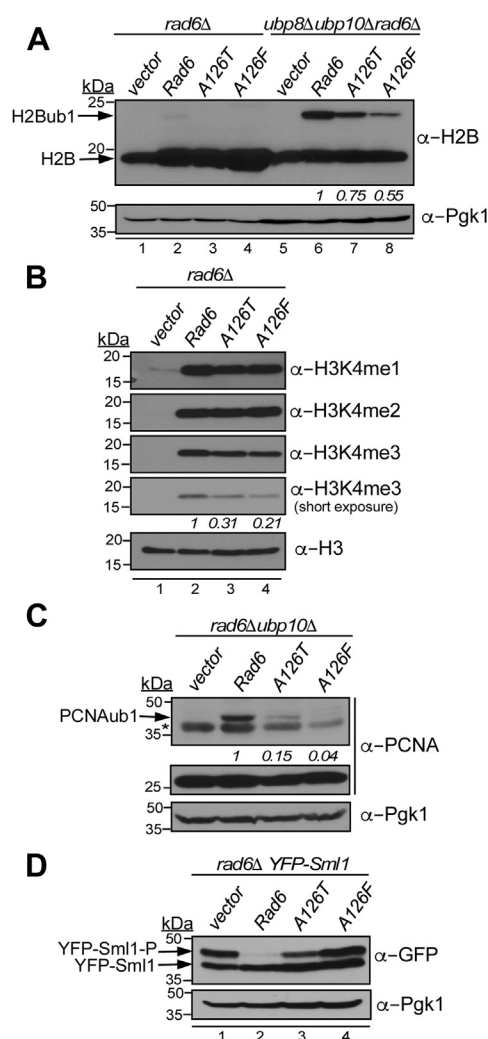 A
rad6Δ ubp8Δubp10Δrad6Δ
vector Rad6 A126T A126F vector Rad6 A126T A126F
kDa
25
H2Bub1
20
H2B
α-H2B
1 0.75 0.55
50
35
α-Pgk1
1 2 3 4 5 6 7 8
B
rad6Δ
vector Rad6 A126T A126F
kDa
20
15
α-H3K4me1
20
15
α-H3K4me2
20
15
α-H3K4me3
20
15
α-H3K4me3
(short exposure)
1 0.31 0.21
20
15
α-H3
1 2 3 4
C
rad6Δubp10Δ
vector Rad6 A126T A126F
kDa
50
PCNAub1
*
35
1 0.15 0.04
α-PCNA
25
50
35
α-Pgk1
D
rad6Δ YFP-Sml1
vector Rad6 A126T A126F
kDa
50
YFP-Sml1-P
YFP-Sml1
35
α-GFP
50
35
α-Pgk1
1 2 3 4